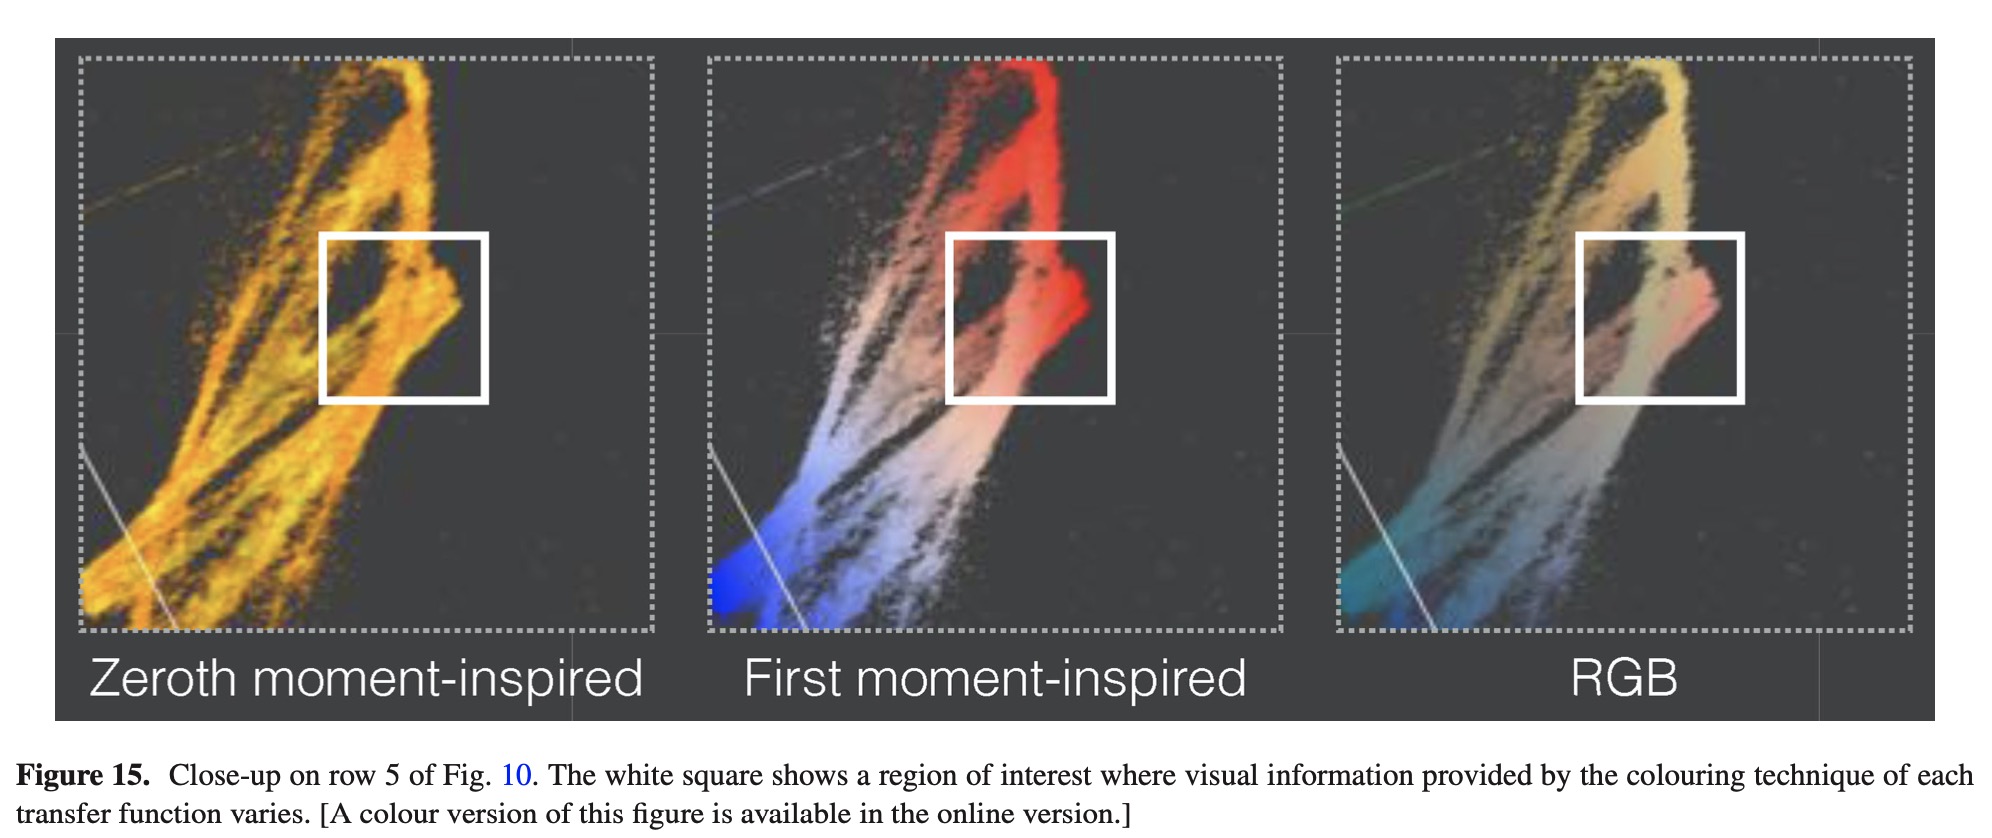 Zeroth moment-inspired First moment-inspired RGB
Figure 15. Close-up on row 5 of Fig. 10. The white square shows a region of interest where visual information provided by the colouring technique of each
transfer function varies. [A colour version of this figure is available in the online version.]